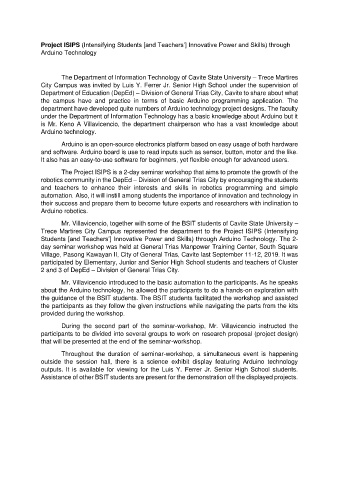 Project ISIPS (Intensifying Students [and Teachers'] Innovative Power and Skills) through
Arduino Technology
The Department of Information Technology of Cavite State University – Trece Martires
City Campus was invited by Luis Y. Ferrer Jr. Senior High School under the supervision of
Department of Education (DepEd) – Division of General Trias City, Cavite to share about what
the campus have and practice in terms of basic Arduino programming application. The
department have developed quite numbers of Arduino technology project designs. The faculty
under the Department of Information Technology has a basic knowledge about Arduino but it
is Mr. Keno A Villavicencio, the department chairperson who has a vast knowledge about
Arduino technology.
Arduino is an open-source electronics platform based on easy usage of both hardware
and software. Arduino board is use to read inputs such as sensor, button, motor and the like.
It also has an easy-to-use software for beginners, yet flexible enough for advanced users.
The Project ISIPS is a 2-day seminar workshop that aims to promote the growth of the
robotics community in the DepEd – Division of General Trias City by encouraging the students
and teachers to enhance their interests and skills in robotics programming and simple
automation. Also, it will instill among students the importance of innovation and technology in
their success and prepare them to become future experts and researchers with inclination to
Arduino robotics.
Mr. Villavicencio, together with some of the BSIT students of Cavite State University –
Trece Martires City Campus represented the department to the Project ISIPS (Intensifying
Students [and Teachers'] Innovative Power and Skills) through Arduino Technology. The 2-
day seminar workshop was held at General Trias Manpower Training Center, South Square
Village, Pasong Kawayan II, City of General Trias, Cavite last September 11-12, 2019. It was
participated by Elementary, Junior and Senior High School students and teachers of Cluster
2 and 3 of DepEd – Division of General Trias City.
Mr. Villavicencio introduced to the basic automation to the participants. As he speaks
about the Arduino technology, he allowed the participants to do a hands-on exploration with
the guidance of the BSIT students. The BSIT students facilitated the workshop and assisted
the participants as they follow the given instructions while navigating the parts from the kits
provided during the workshop.
During the second part of the seminar-workshop, Mr. Villavicencio instructed the
participants to be divided into several groups to work on research proposal (project design)
that will be presented at the end of the seminar-workshop.
Throughout the duration of seminar-workshop, a simultaneous event is happening
outside the session hall, there is a science exhibit display featuring Arduino technology
outputs. It is available for viewing for the Luis Y. Ferrer Jr. Senior High School students.
Assistance of other BSIT students are present for the demonstration off the displayed projects.